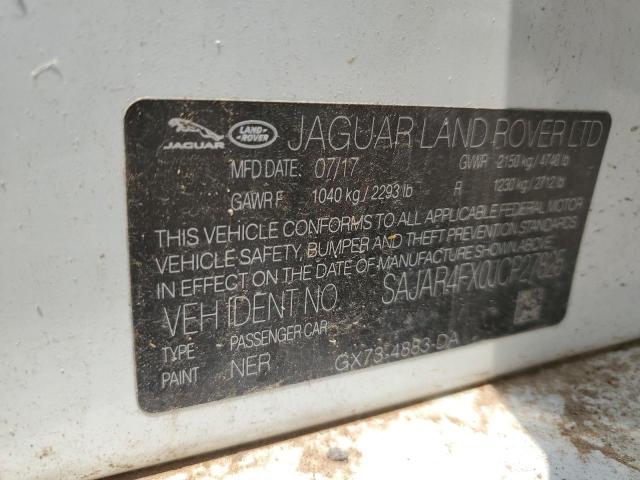 JAGUAR LAND ROVER JAGUAR LAND ROVER LTD
MFD DATE 07/17 GVWR 2150 kg / 4740 lb
GAWR F 1040 kg / 2293 lb R 1230 kg / 2712 lb
THIS VEHICLE CONFORMS TO ALL APPLICABLE FEDERAL MOTOR
VEHICLE SAFETY, BUMPER AND THEFT PREVENTION STANDARDS
IN EFFECT ON THE DATE OF MANUFACTURE SHOWN ABOVE.
VEH IDENT NO.
TYPE PASSENGER CAR
PAINT NER GX73-4883-DA